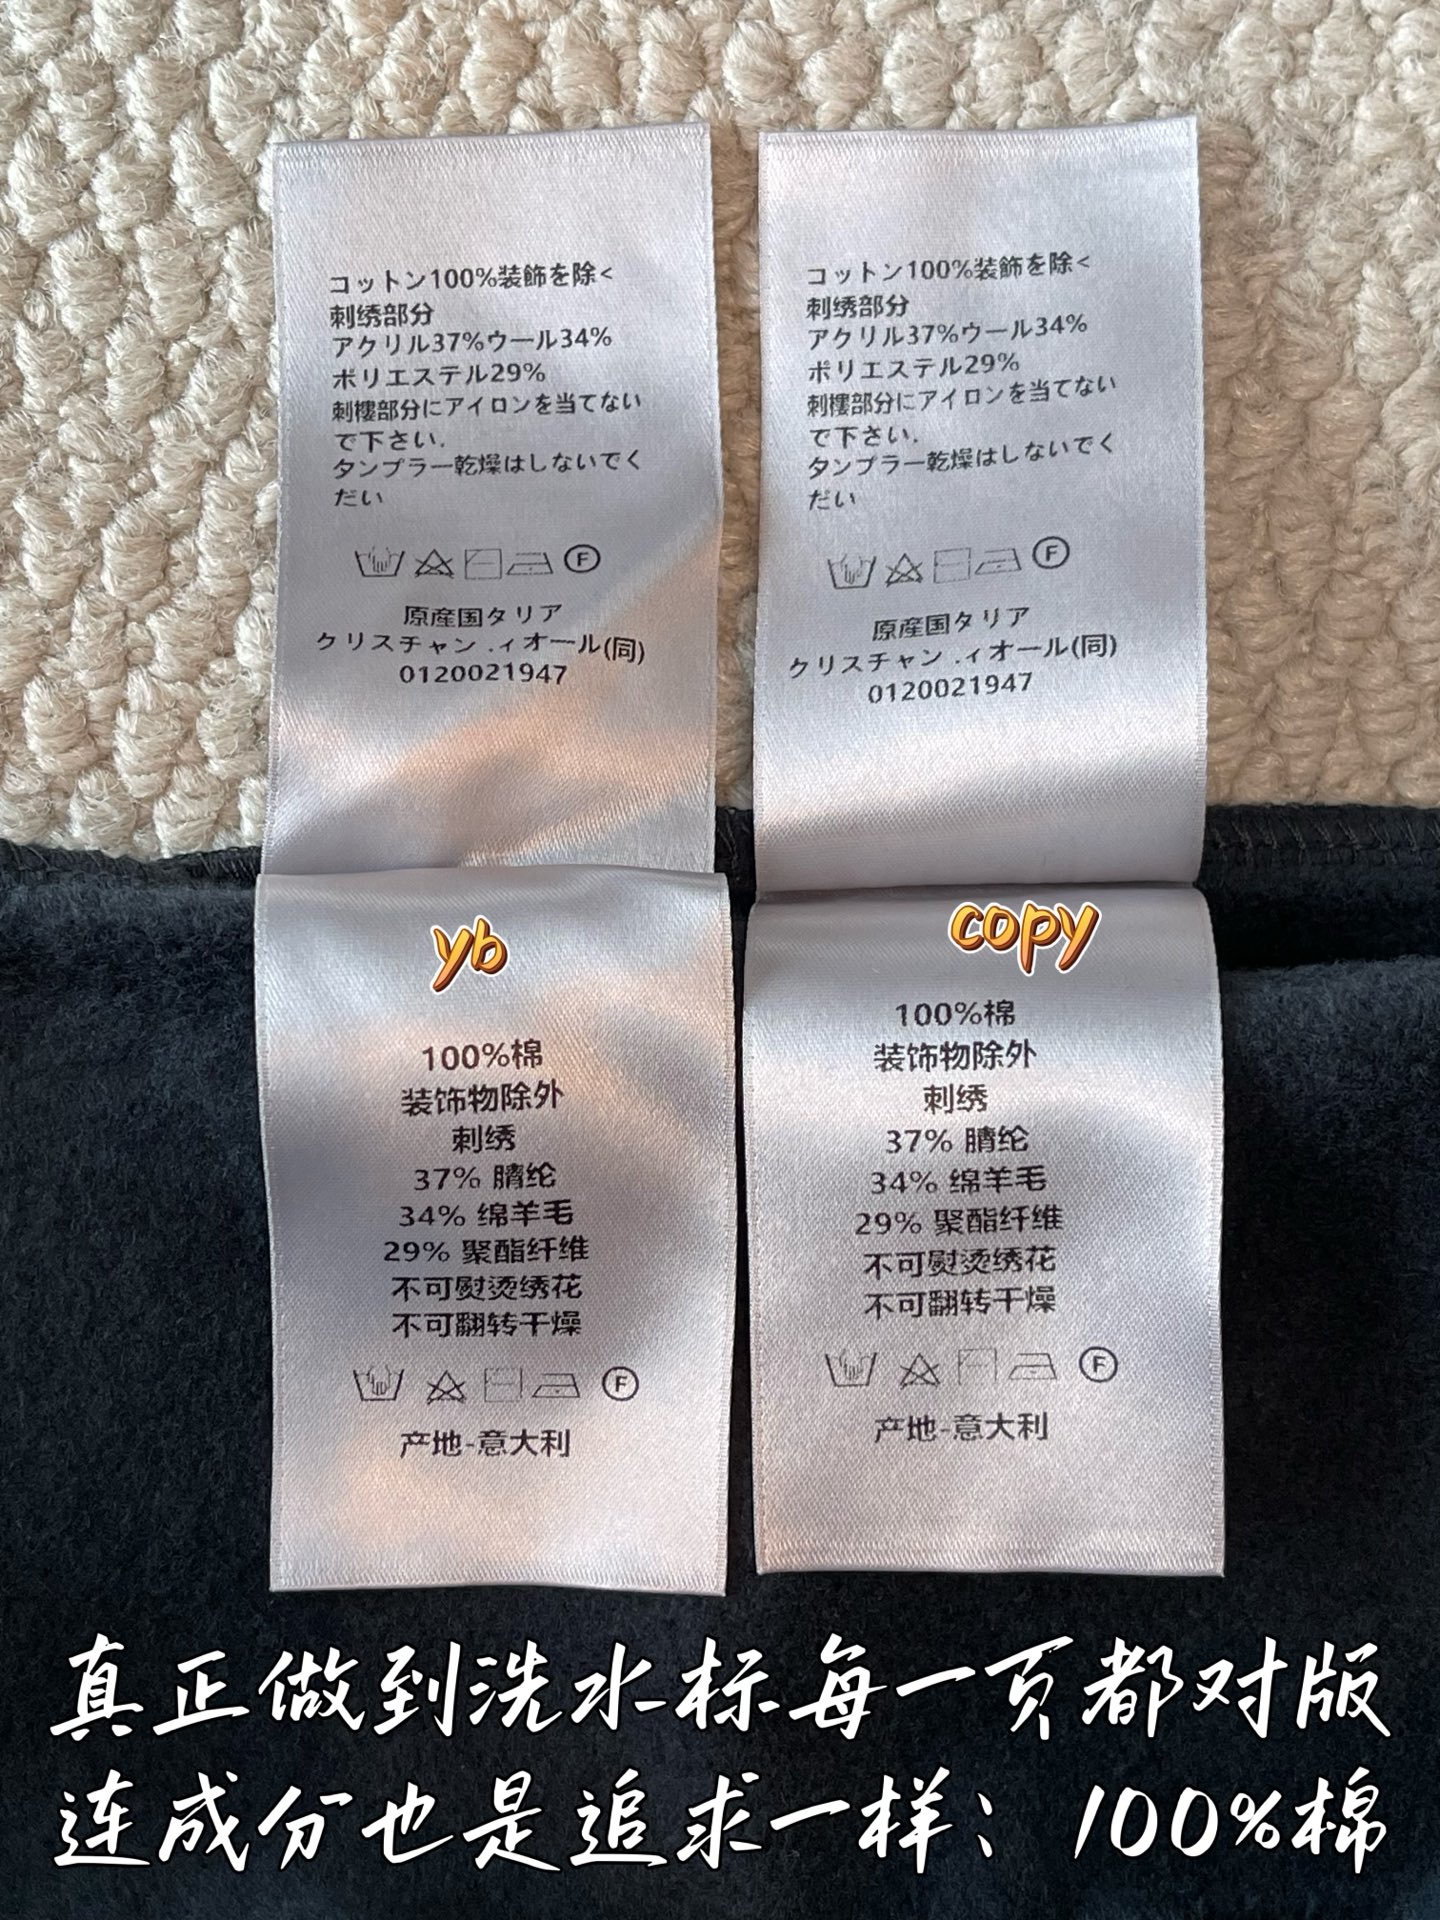 コットン100%装飾を除<
刺绣部分
アクリル37%ウール34%
ポリエステル29%
刺樓部分にアイロンを当てない
で下さい.
タンプラー乾燥はしないでく
だい
F
原産国タリア
クリスチャン .ィオール(同)
0120021947
コットン100%装飾を除<
刺绣部分
アクリル37%ウール34%
ポリエステル29%
刺樓部分にアイロンを当てない
で下さい.
タンプラー乾燥はしないでく
だい
F
原産国タリア
クリスチャン .ィオール(同)
0120021947
yb
100%棉
装饰物除外
刺绣
37% 腈纶
34% 绵羊毛
29% 聚酯纤维
不可熨烫绣花
不可翻转干燥
F
产地-意大利
copy
100%棉
装饰物除外
刺绣
37% 腈纶
34% 绵羊毛
29% 聚酯纤维
不可熨烫绣花
不可翻转干燥
F
产地-意大利
真正做到洗水标每一页都对版
连成分也是追求一样；100%棉